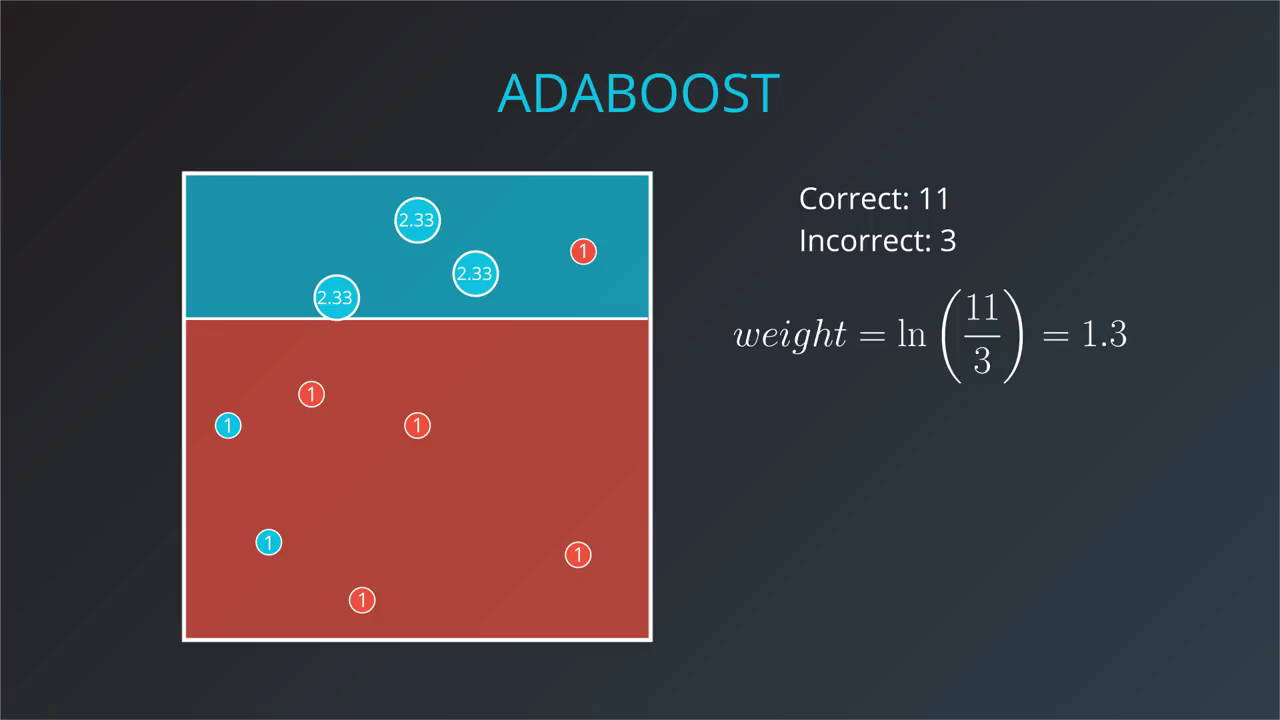 ADABOOST
Correct: 11
Incorrect: 3
weight = ln(11/3) = 1.3
2.33
1
2.33
2.33
1
1
1
1
1
1